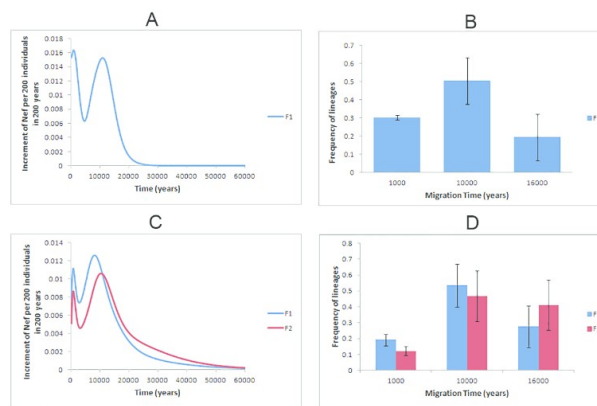 A
Increment of Nef per 200 individuals
in 200 years
0.018
0.016
0.014
0.012
0.01
0.008
0.006
0.004
0.002
0
0 10000 20000 30000 40000 50000 60000
Time (years)
F1
B
Frequency of lineages
0.7
0.6
0.5
0.4
0.3
0.2
0.1
0
1000 10000 16000
Migration Time (years)
F
C
Increment of Nef per 200 individuals
in 200 years
0.014
0.012
0.01
0.008
0.006
0.004
0.002
0
0 10000 20000 30000 40000 50000 60000
Time (years)
F1
F2
D
Frequency of lineages
0.8
0.7
0.6
0.5
0.4
0.3
0.2
0.1
0
1000 10000 16000
Migration Time (years)
F
F